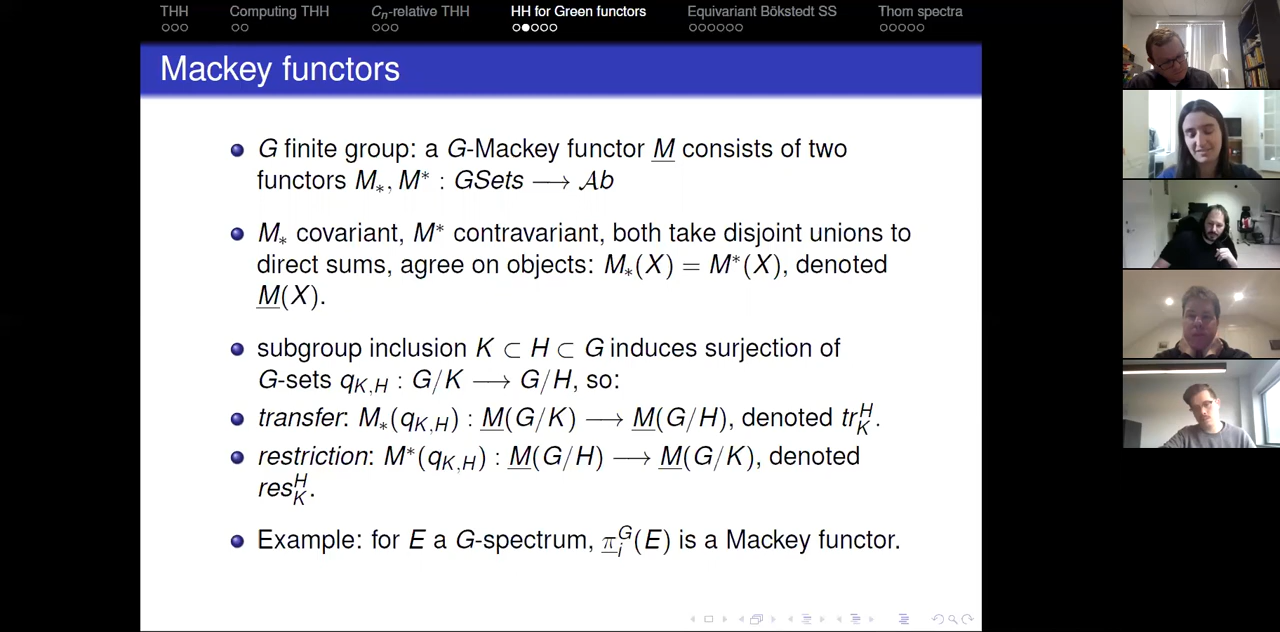 THH Computing THH Cn-relative THH HH for Green functors Equivariant Bökstedt SS Thom spectra
Mackey functors
G finite group: a G-Mackey functor M consists of two
functors M∗, M* : GSets ⟶ Ab
M∗ covariant, M* contravariant, both take disjoint unions to
direct sums, agree on objects: M∗(X) = M*(X), denoted
M(X).
subgroup inclusion K ⊂ H ⊂ G induces surjection of
G-sets qK,H : G/K ⟶ G/H, so:
transfer: M∗(qK,H) : M(G/K) ⟶ M(G/H), denoted tr_K^H.
restriction: M*(qK,H) : M(G/H) ⟶ M(G/K), denoted
res_K^H.
Example: for E a G-spectrum, π_i^G(E) is a Mackey functor.